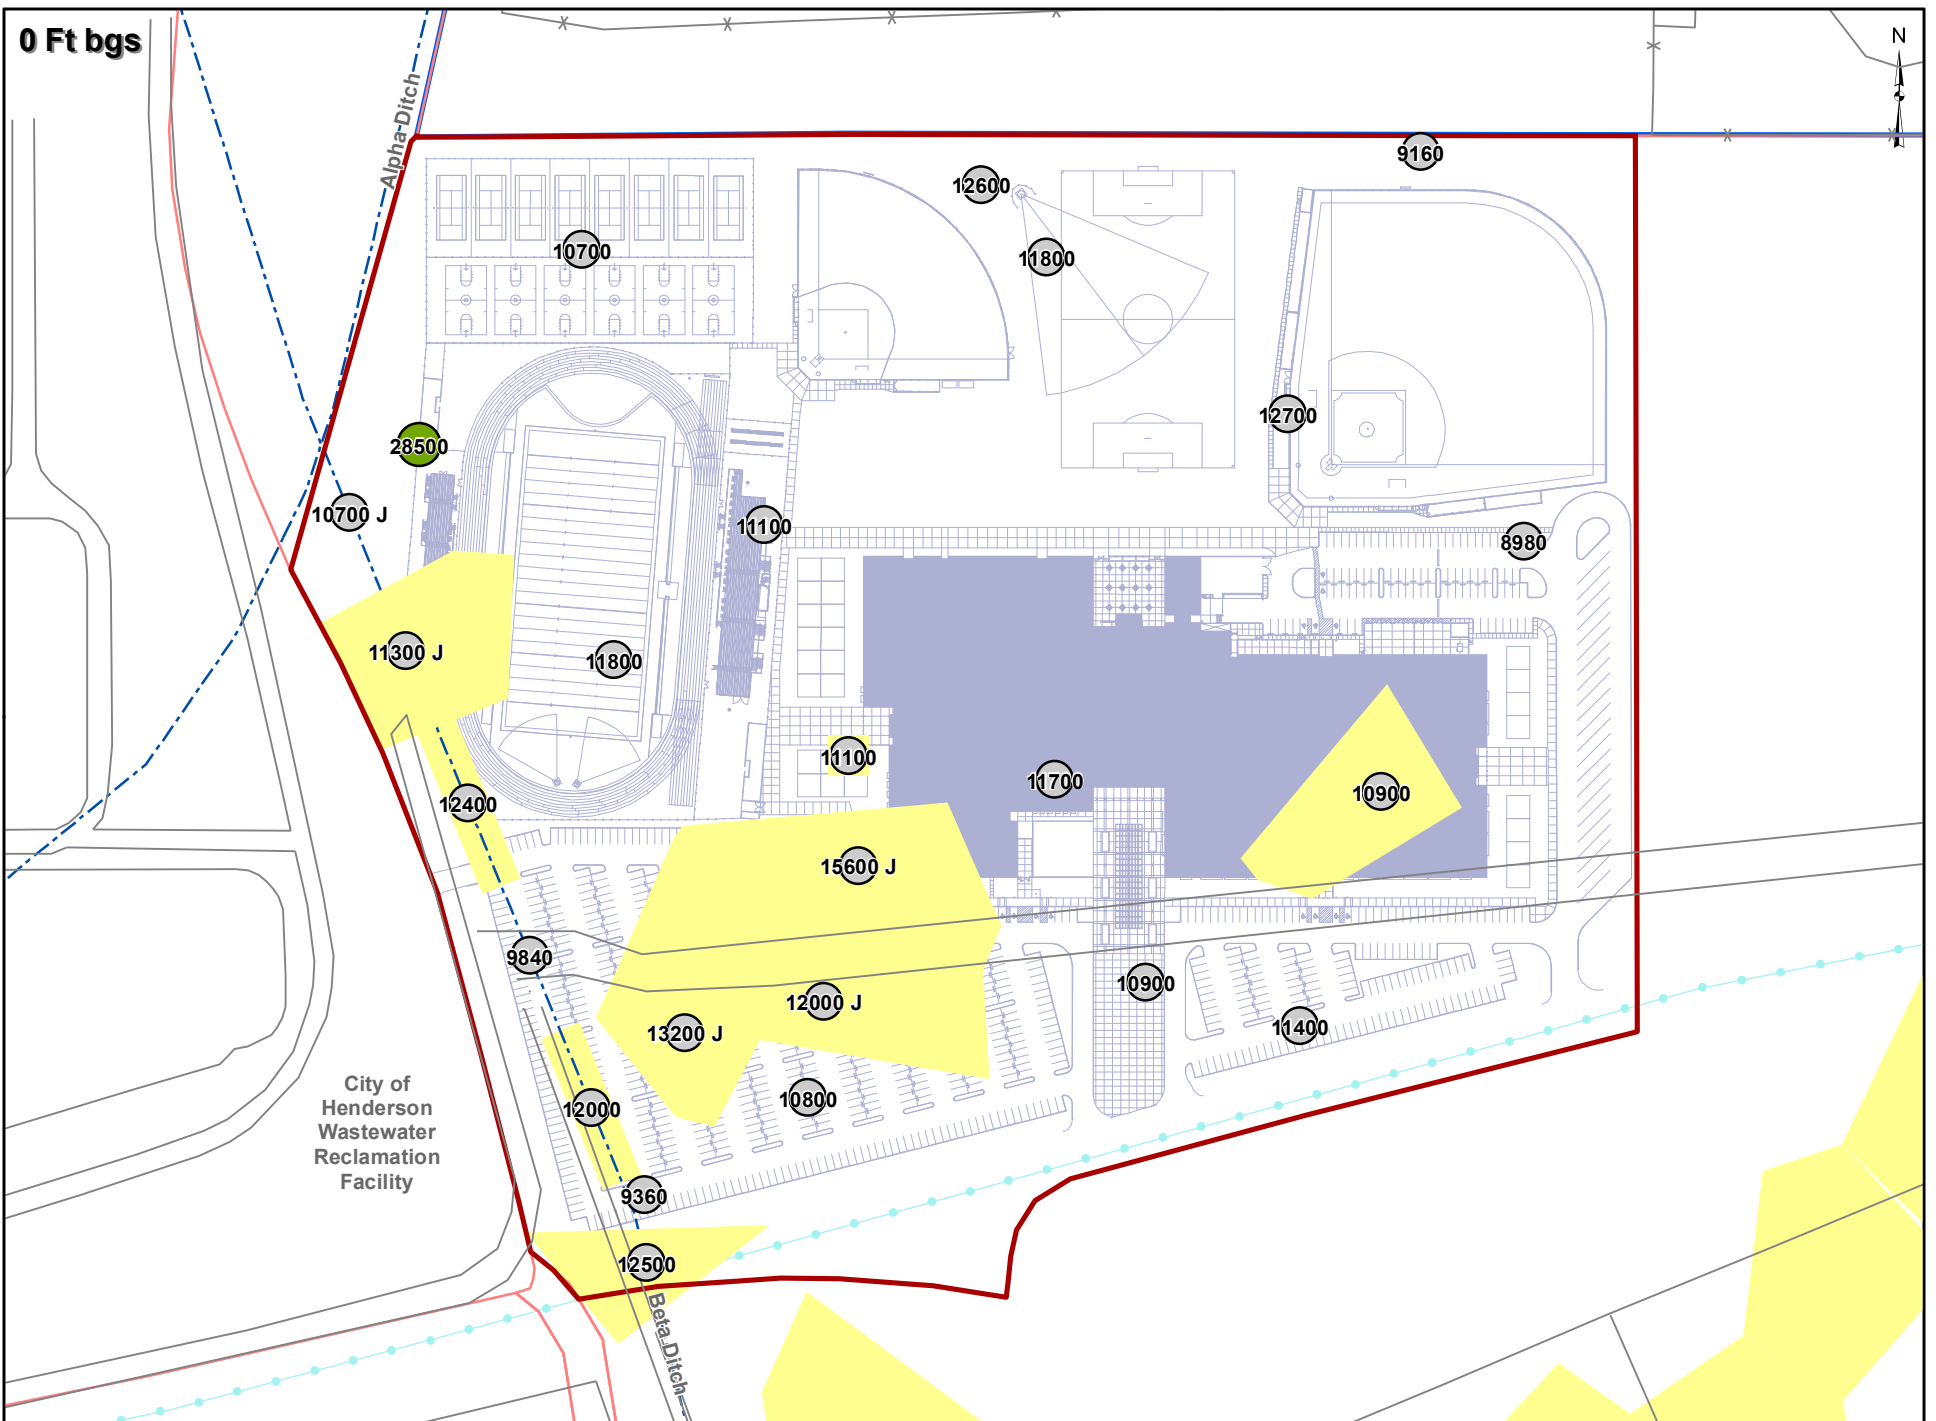 0 Ft bgs
N
Alpha Ditch
9160
12600
10700
11800
12700
28500
10700 J
11100
8980
11300 J
11800
11100
11700
10900
12400
15600 J
9840
10900
12000 J
11400
13200 J
10800
12000
City of
Henderson
Wastewater
Reclamation
Facility
9360
12500
Beta Ditch